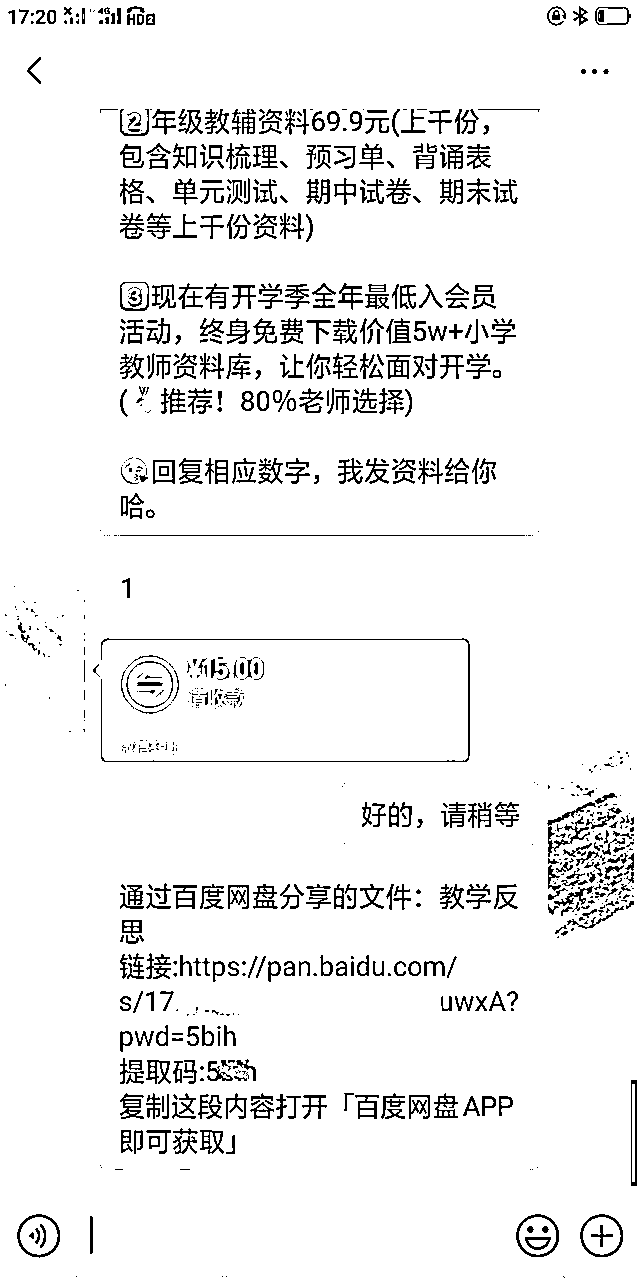 17:20 HD2
2年级教辅资料69.9元(上千份，
包含知识梳理、预习单、背诵表
格、单元测试、期中试卷、期末试
卷等上千份资料)
3现在有开学季全年最低入会员
活动，终身免费下载价值5w+小学
教师资料库，让你轻松面对开学。
( 推荐！80%老师选择)
回复相应数字，我发资料给你
哈。
1
¥15.00
请收款
好的，请稍等
通过百度网盘分享的文件：教学反
思
链接:https://pan.baidu.com/
s/17 uwxA?
pwd=5bih
提取码:5 h
复制这段内容打开「百度网盘APP
即可获取」